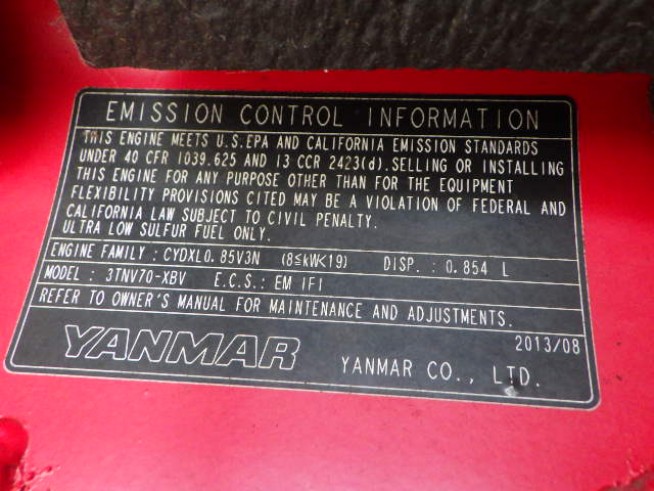 EMISSION CONTROL INFORMATION
THIS ENGINE MEETS U.S.EPA AND CALIFORNIA EMISSION STANDARDS
UNDER 40 CFR 1039.625 AND 13 CCR 2423(d).SELLING OR INSTALLING
THIS ENGINE FOR ANY PURPOSE OTHER THAN FOR THE EQUIPMENT
FLEXIBILITY PROVISIONS CITED MAY BE A VIOLATION OF FEDERAL AND
CALIFORNIA LAW SUBJECT TO CIVIL PENALTY.
ULTRA LOW SULFUR FUEL ONLY.
ENGINE FAMILY : CYDXL0.85V3N (8≤kW<19) DISP. : 0.854 L
MODEL : 3TNV70-XBV E.C.S.: EM IFI
REFER TO OWNER'S MANUAL FOR MAINTENANCE AND ADJUSTMENTS.
2013/08
YANMAR YANMAR CO., LTD.